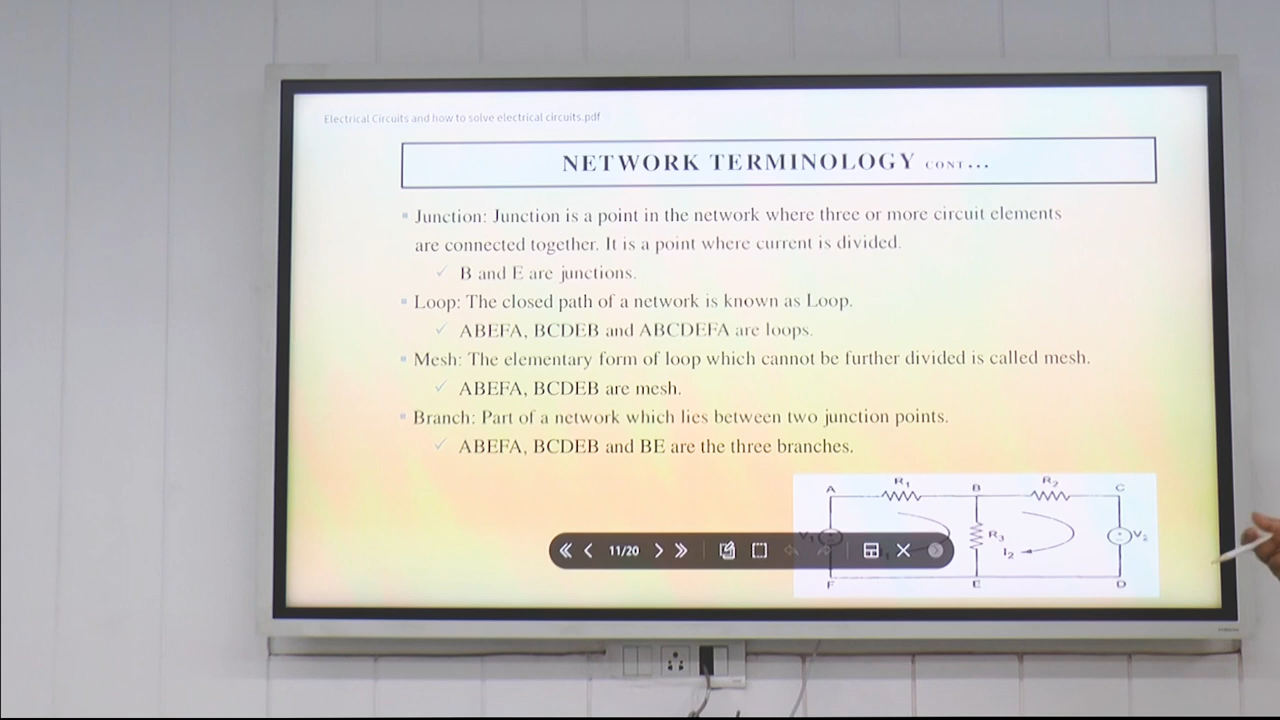 Electrical Circuits and how to solve electrical circuits.pdf
NETWORK TERMINOLOGY CONT...
Junction: Junction is a point in the network where three or more circuit elements
are connected together. It is a point where current is divided.
B and E are junctions.
Loop: The closed path of a network is known as Loop.
ABEFA, BCDEB and ABCDEFA are loops.
Mesh: The elementary form of loop which cannot be further divided is called mesh.
ABEFA, BCDEB are mesh.
Branch: Part of a network which lies between two junction points.
ABEFA, BCDEB and BE are the three branches.
A R1 B R2 C
V1 R3 I2 V2
11/20
F E D